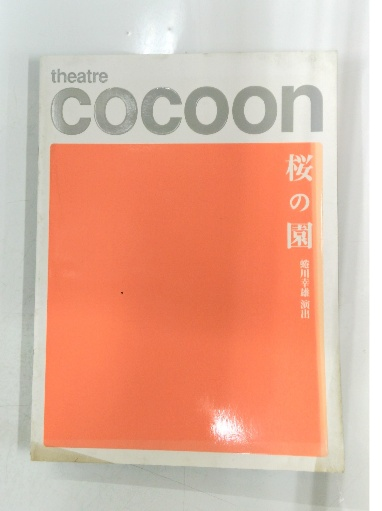 theatre
cocoon
桜の園
蜷川幸雄 演出